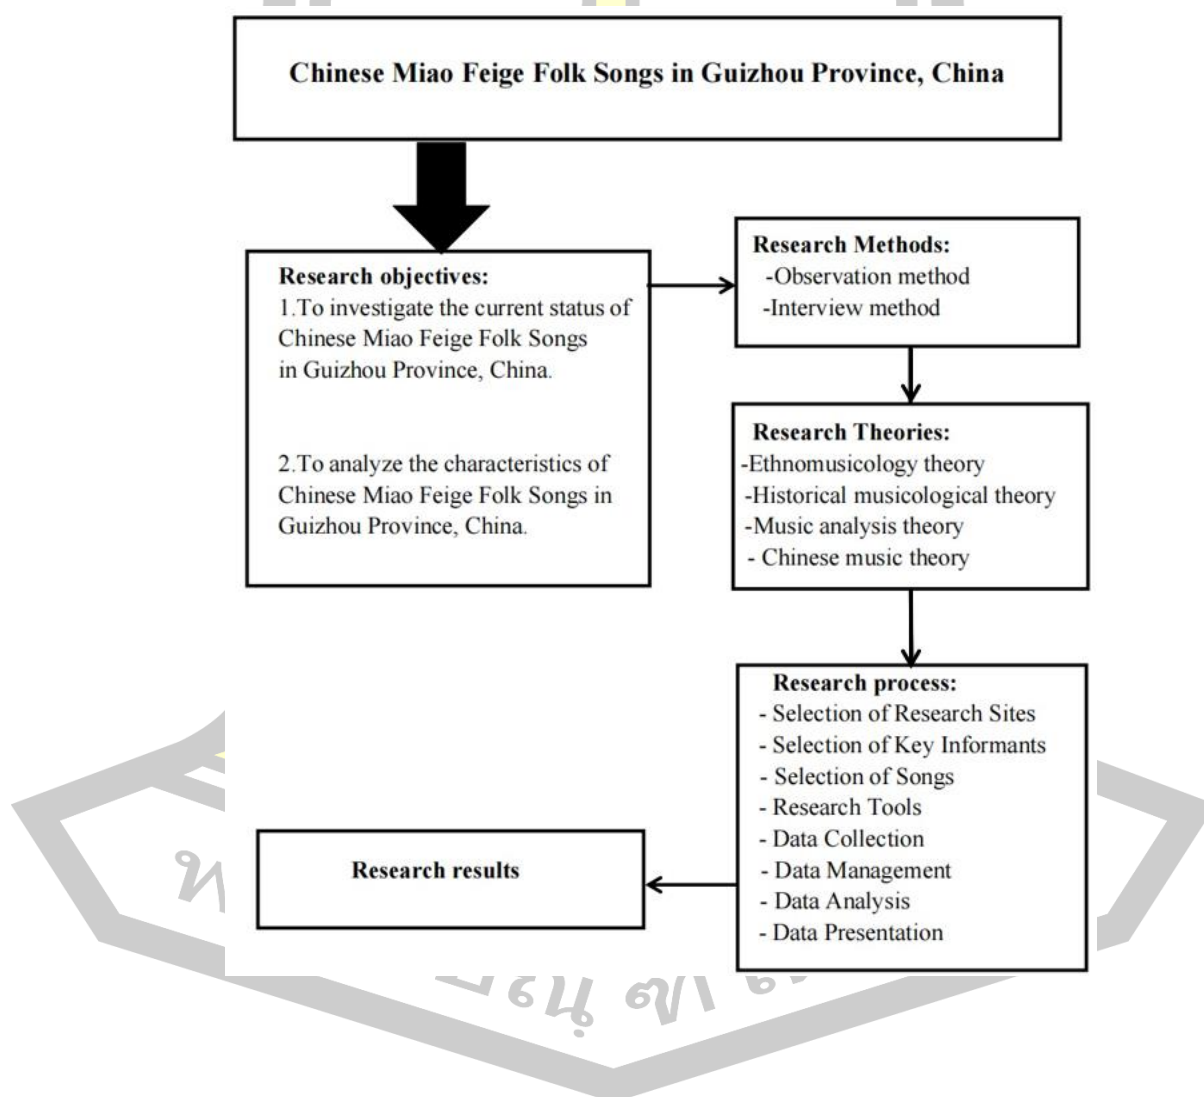 Chinese Miao Feige Folk Songs in Guizhou Province, China
Research objectives:
1.To investigate the current status of
Chinese Miao Feige Folk Songs
in Guizhou Province, China.
2.To analyze the characteristics of
Chinese Miao Feige Folk Songs in
Guizhou Province, China.
Research Methods:
-Observation method
-Interview method
Research Theories:
-Ethnomusicology theory
-Historical musicological theory
-Music analysis theory
- Chinese music theory
Research process:
- Selection of Research Sites
- Selection of Key Informants
- Selection of Songs
- Research Tools
- Data Collection
- Data Management
- Data Analysis
- Data Presentation
Research results